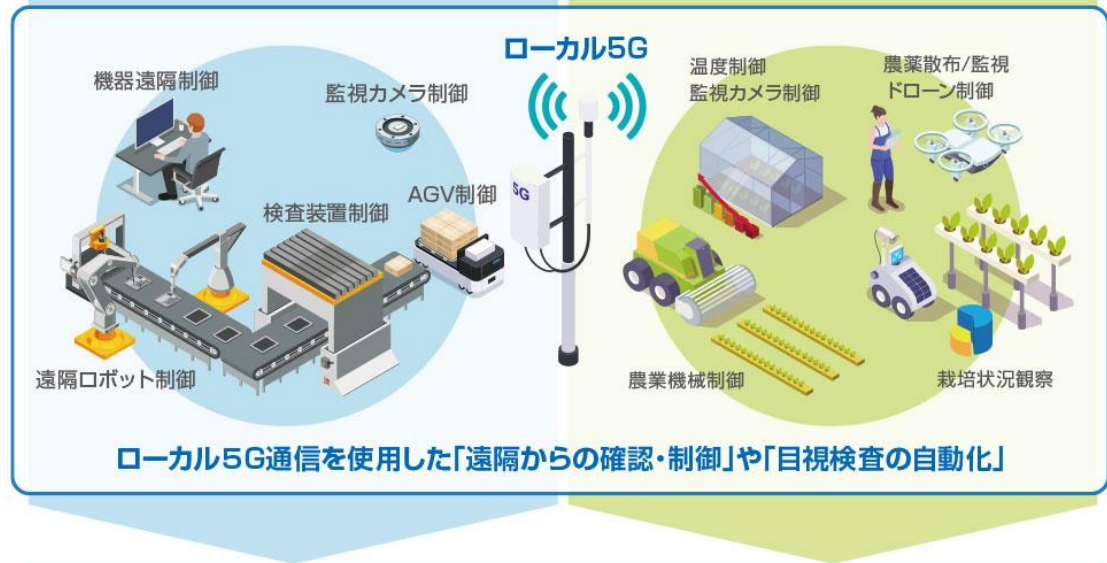 ローカル5G
機器遠隔制御
監視カメラ制御
検査装置制御
AGV制御
遠隔ロボット制御
5G
温度制御
監視カメラ制御
農薬散布/監視
ドローン制御
農業機械制御
栽培状況観察
ローカル5G通信を使用した「遠隔からの確認・制御」や「目視検査の自動化」